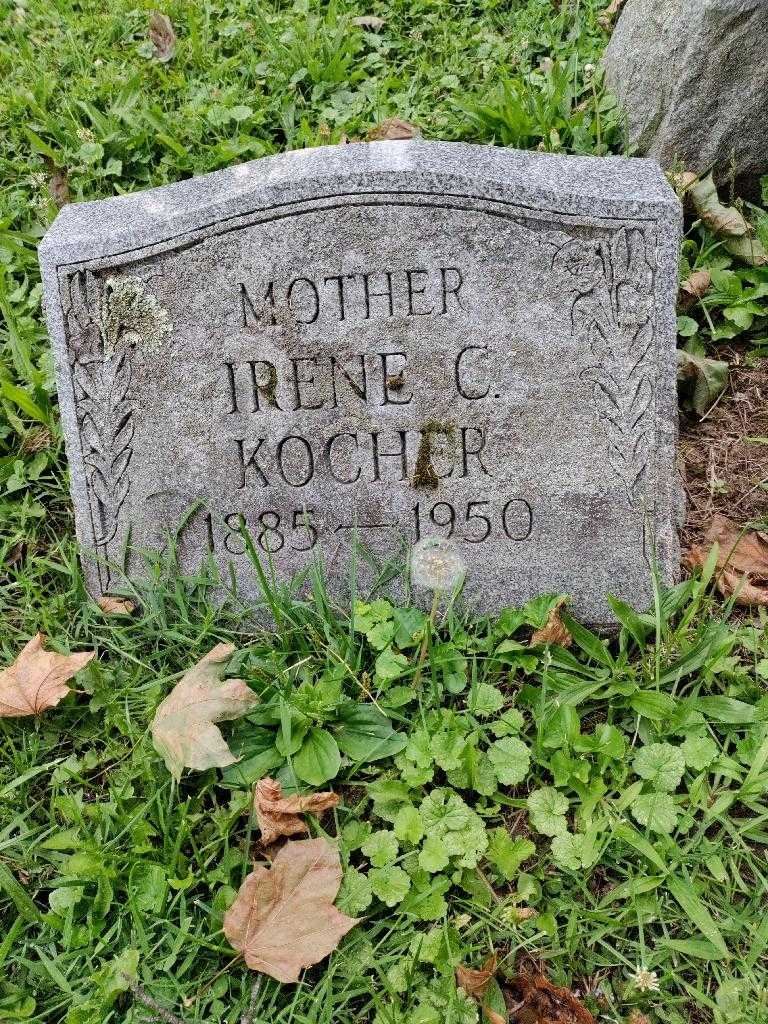 MOTHER
IRENE C.
KOCHER
1885 — 1950